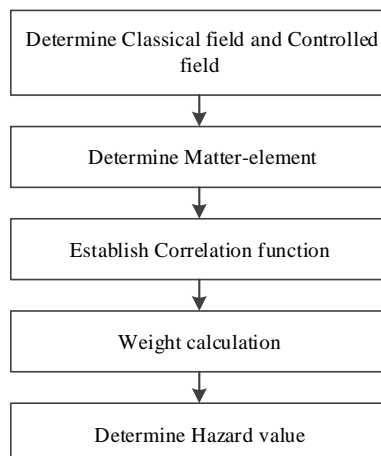 Determine Classical field and Controlled
field
Determine Matter-element
Establish Correlation function
Weight calculation
Determine Hazard value